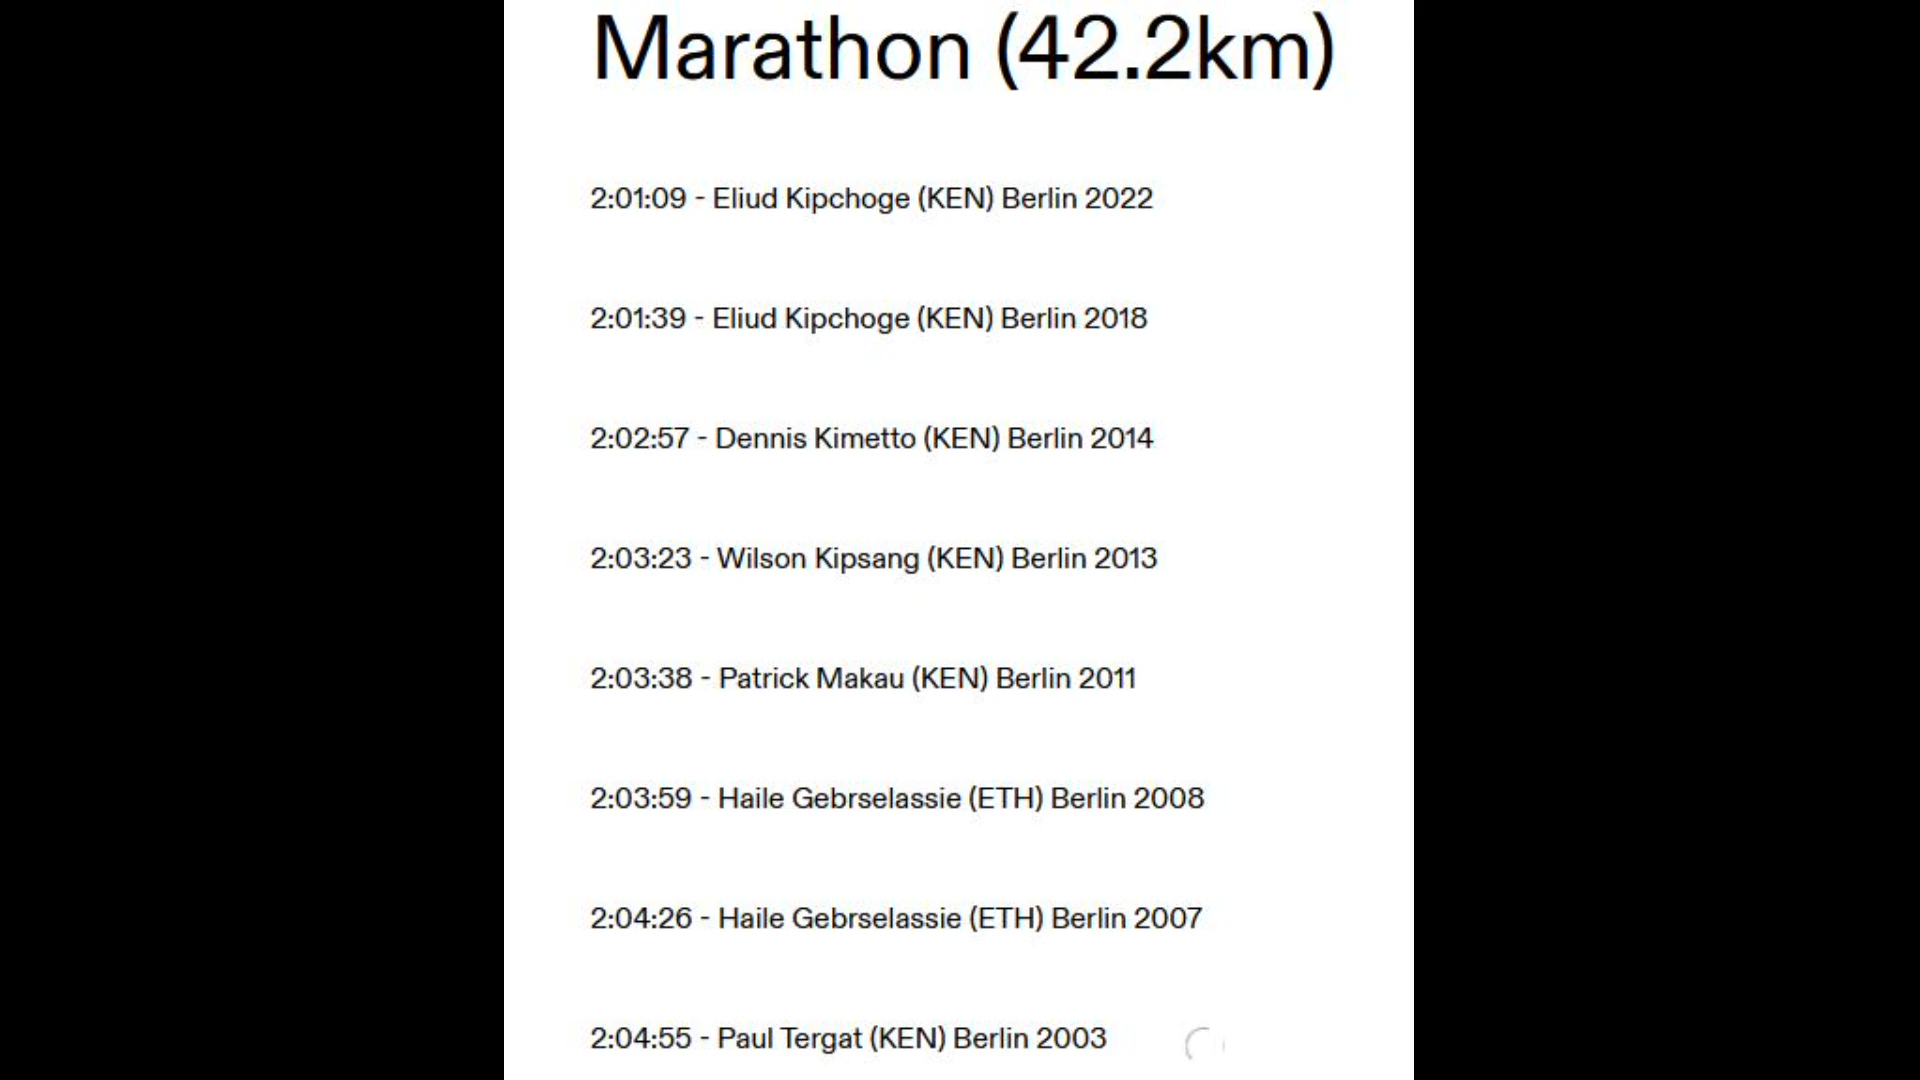 Marathon (42.2km)
2:01:09 - Eliud Kipchoge (KEN) Berlin 2022
2:01:39 - Eliud Kipchoge (KEN) Berlin 2018
2:02:57 - Dennis Kimetto (KEN) Berlin 2014
2:03:23 - Wilson Kipsang (KEN) Berlin 2013
2:03:38 - Patrick Makau (KEN) Berlin 2011
2:03:59 - Haile Gebrselassie (ETH) Berlin 2008
2:04:26 - Haile Gebrselassie (ETH) Berlin 2007
2:04:55 - Paul Tergat (KEN) Berlin 2003